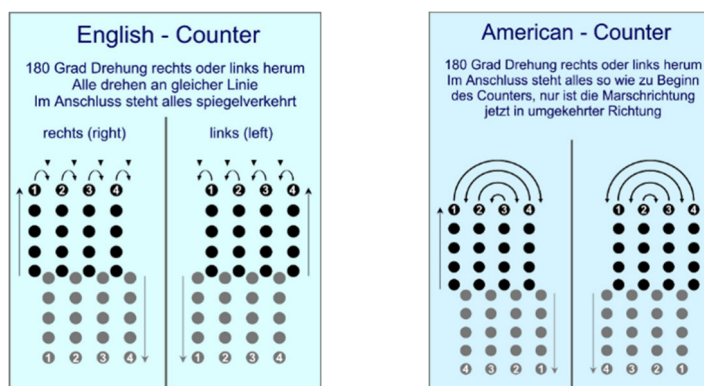 English - Counter
180 Grad Drehung rechts oder links herum
Alle drehen an gleicher Linie
Im Anschluss steht alles spiegelverkehrt
rechts (right)
links (left)
1 2 3 4
1 2 3 4
1 2 3 4
1 2 3 4
American - Counter
180 Grad Drehung rechts oder links herum
Im Anschluss steht alles so wie zu Beginn
des Counters, nur ist die Marschrichtung
jetzt in umgekehrter Richtung
1 2 3 4
1 2 3 4
4 3 2 1
4 3 2 1